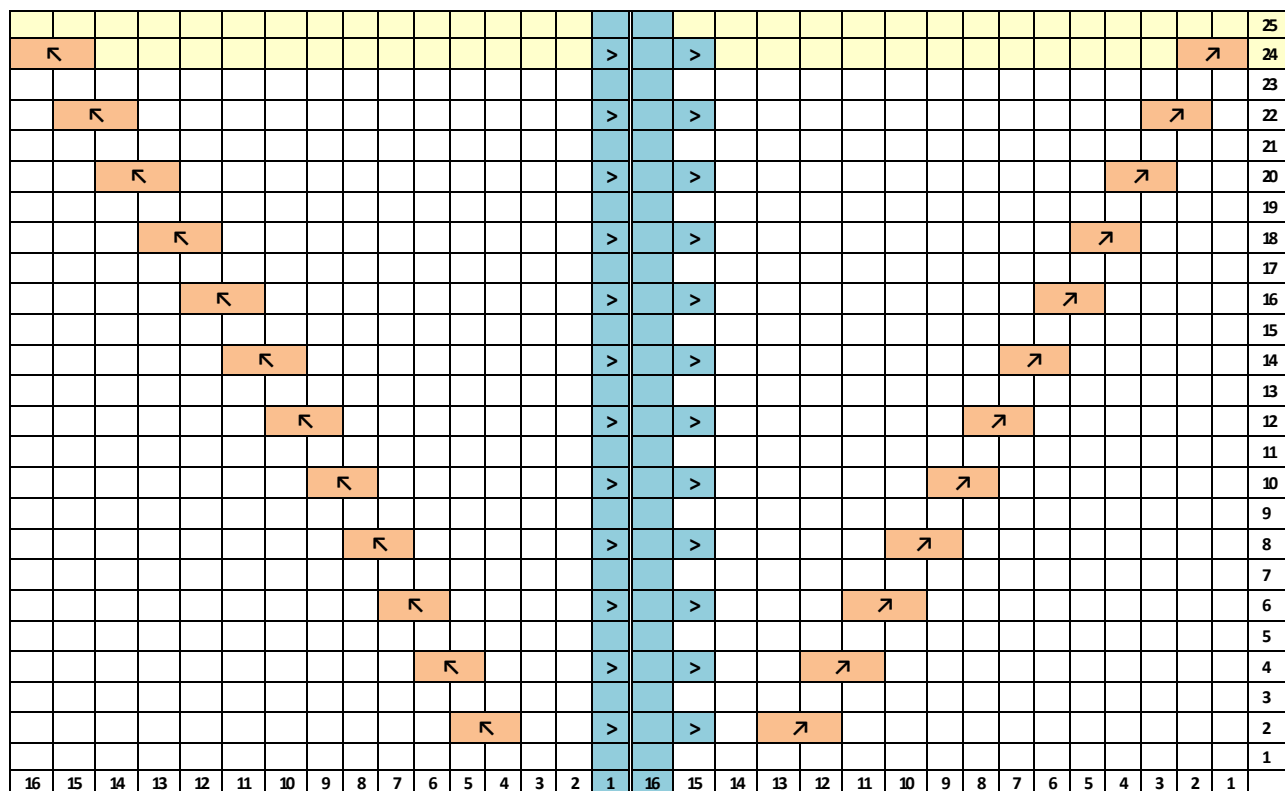 25
↖ > > ↗ 24
23
↖ > > ↗ 22
21
↖ > > ↗ 20
19
↖ > > ↗ 18
17
↖ > > ↗ 16
15
↖ > > ↗ 14
13
↖ > > ↗ 12
11
↖ > > ↗ 10
9
↖ > > ↗ 8
7
↖ > > ↗ 6
5
↖ > > ↗ 4
3
↖ > > ↗ 2
1
16 15 14 13 12 11 10 9 8 7 6 5 4 3 2 1 16 15 14 13 12 11 10 9 8 7 6 5 4 3 2 1